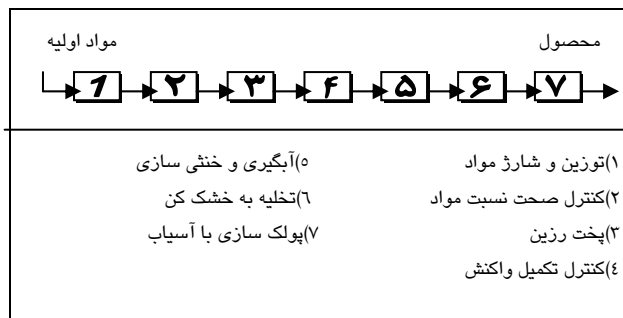 محصول
مواد اولیه
۱ ۲ ۳ ۴ ۵ ۶ ۷
۱)توزین و شارژ مواد
۲)کنترل صحت نسبت مواد
۳)پخت رزین
٤)کنترل تکمیل واکنش
۵)آبگیری و خنثی سازی
٦)تخلیه به خشک کن
۷)پولک سازی با آسیاب